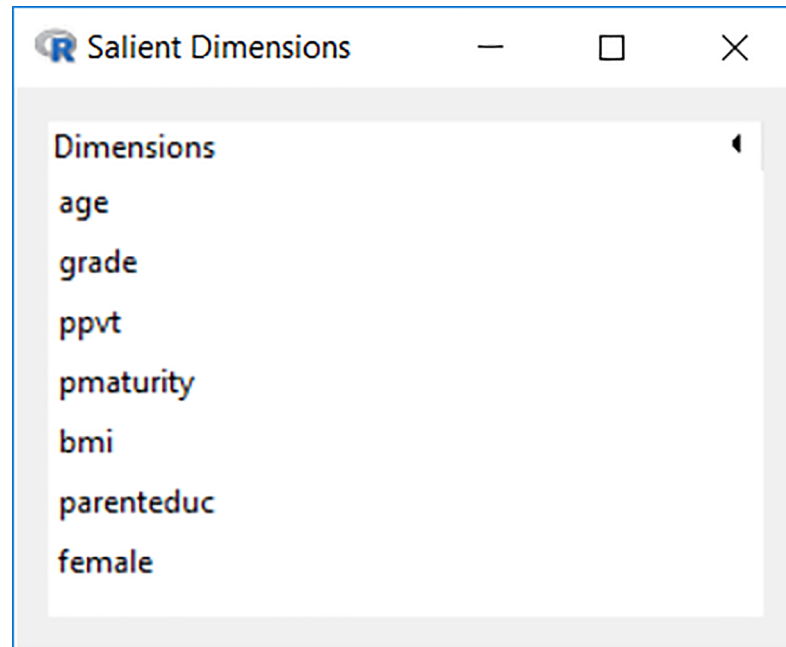 Salient Dimensions
Dimensions
age
grade
ppvt
pmaturity
bmi
parenteduc
female